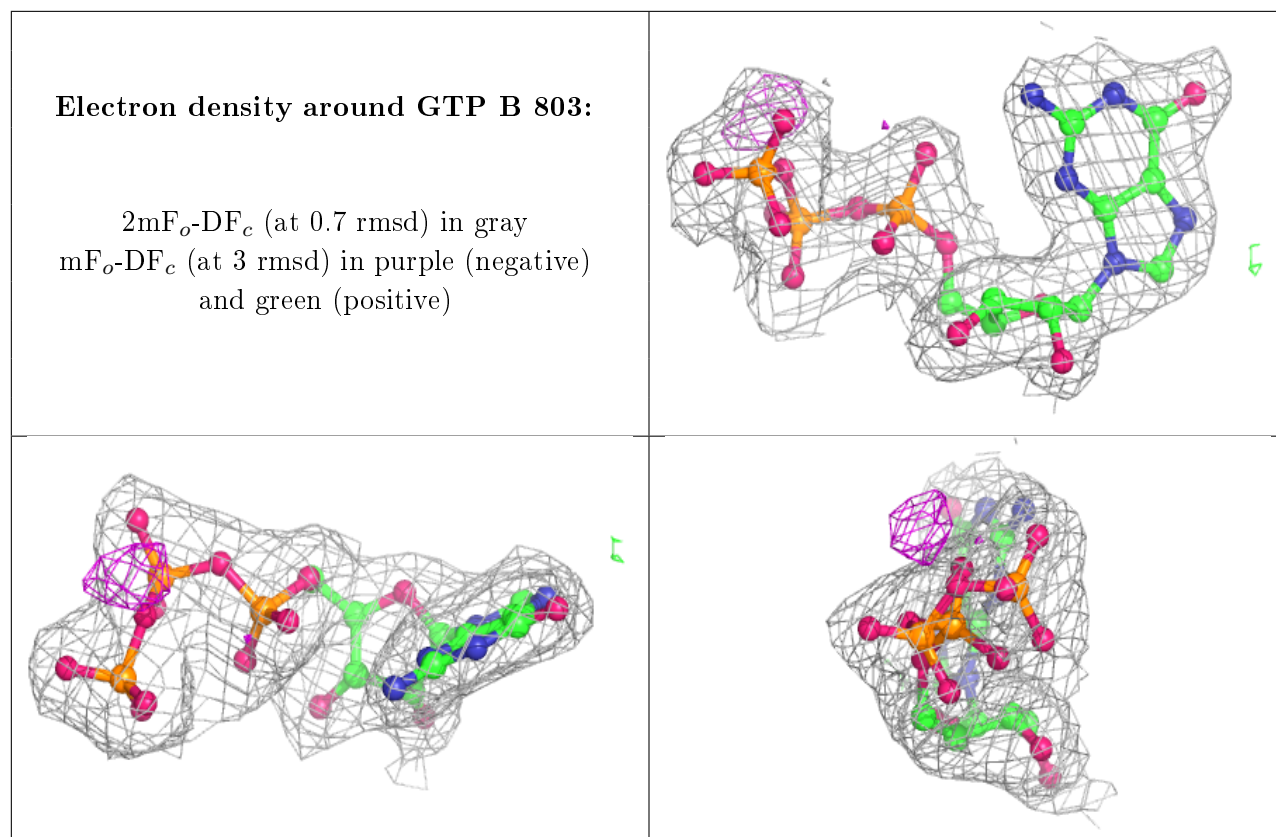 Electron density around GTP B 803:
2mFo-DFc (at 0.7 rmsd) in gray
mFo-DFc (at 3 rmsd) in purple (negative)
and green (positive)